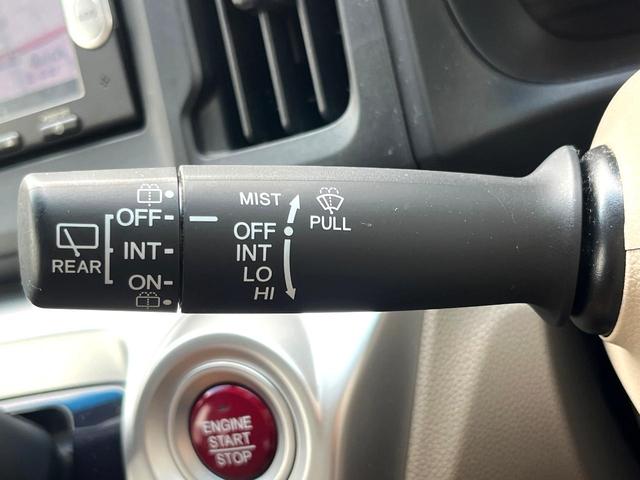 OFF
INT
ON
REAR
MIST
OFF
INT
LO
HI
PULL
ENGINE
START
STOP